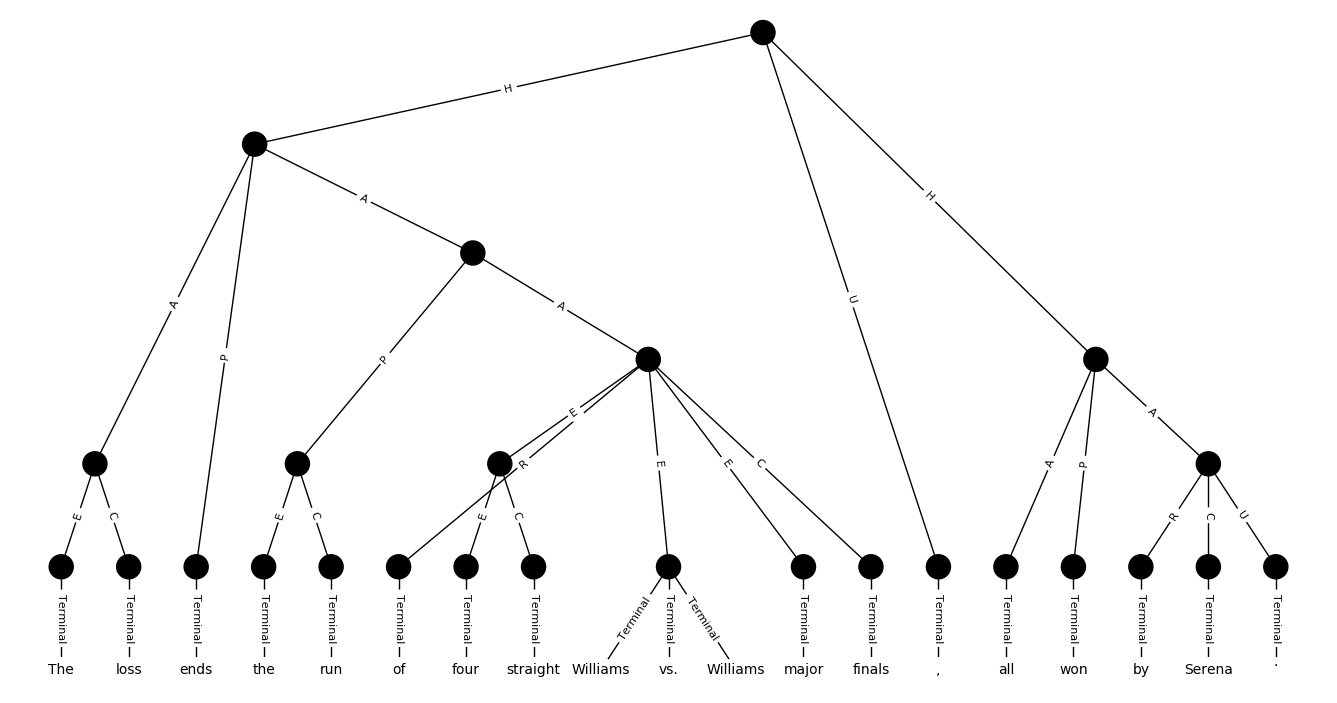 H
H
A
A
U
A
A
P
P
E
A
R
A
P
E
E
C
E
C
E
C
E
C
R
C
U
Terminal Terminal Terminal Terminal Terminal Terminal Terminal Terminal Terminal Terminal Terminal Terminal Terminal Terminal Terminal Terminal Terminal Terminal Terminal
The loss ends the run of four straight Williams vs. Williams major finals , all won by Serena .